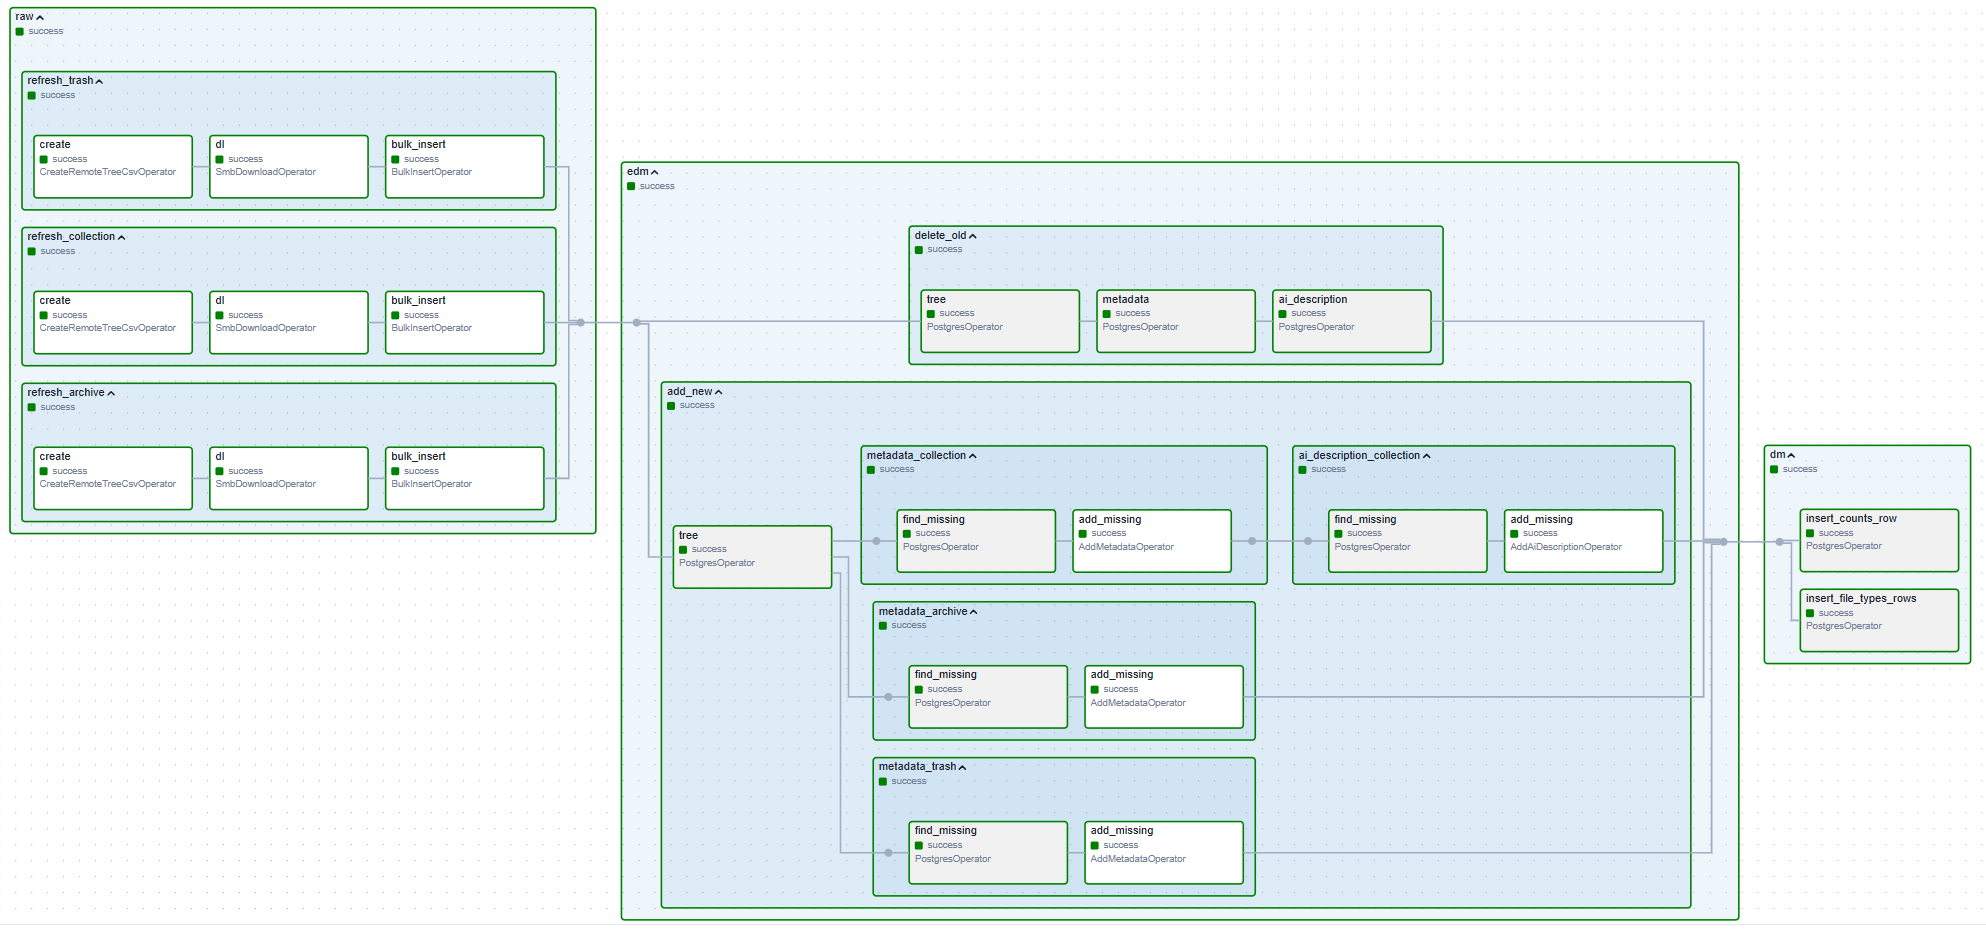 raw
success
refresh_trash
success
create
success
CreateRemoteTreeCsvOperator
dl
success
SmbDownloadOperator
bulk_insert
success
BulkInsertOperator
refresh_collection
success
create
success
CreateRemoteTreeCsvOperator
dl
success
SmbDownloadOperator
bulk_insert
success
BulkInsertOperator
refresh_archive
success
create
success
CreateRemoteTreeCsvOperator
dl
success
SmbDownloadOperator
bulk_insert
success
BulkInsertOperator
edm
success
delete_old
success
tree
success
PostgresOperator
metadata
success
PostgresOperator
ai_description
success
PostgresOperator
add_new
success
tree
success
PostgresOperator
metadata_collection
success
find_missing
success
PostgresOperator
add_missing
success
AddMetadataOperator
ai_description_collection
success
find_missing
success
PostgresOperator
add_missing
success
AddAiDescriptionOperator
metadata_archive
success
find_missing
success
PostgresOperator
add_missing
success
AddMetadataOperator
metadata_trash
success
find_missing
success
PostgresOperator
add_missing
success
AddMetadataOperator
dm
success
insert_counts_row
success
PostgresOperator
insert_file_types_rows
success
PostgresOperator